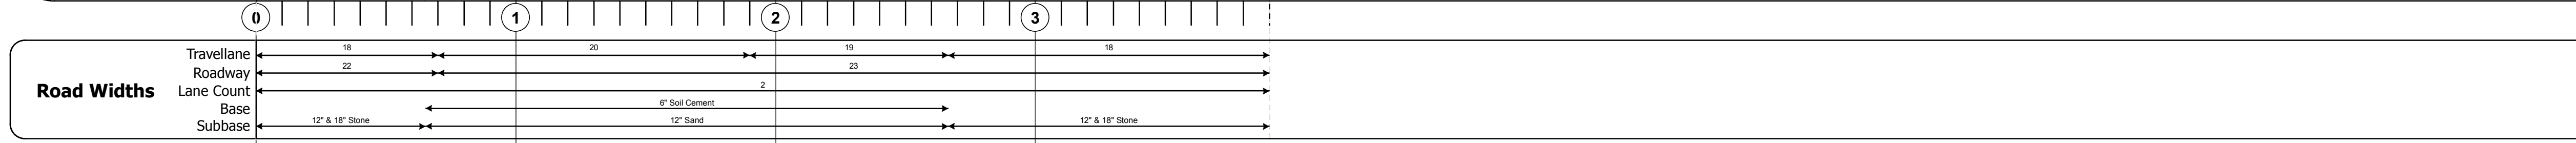 0 1 2 3
Travellane 18 20 19 18
Roadway 22 23
Road Widths Lane Count 2
Base 6" Soil Cement
Subbase 12" & 18" Stone 12" Sand 12" & 18" Stone